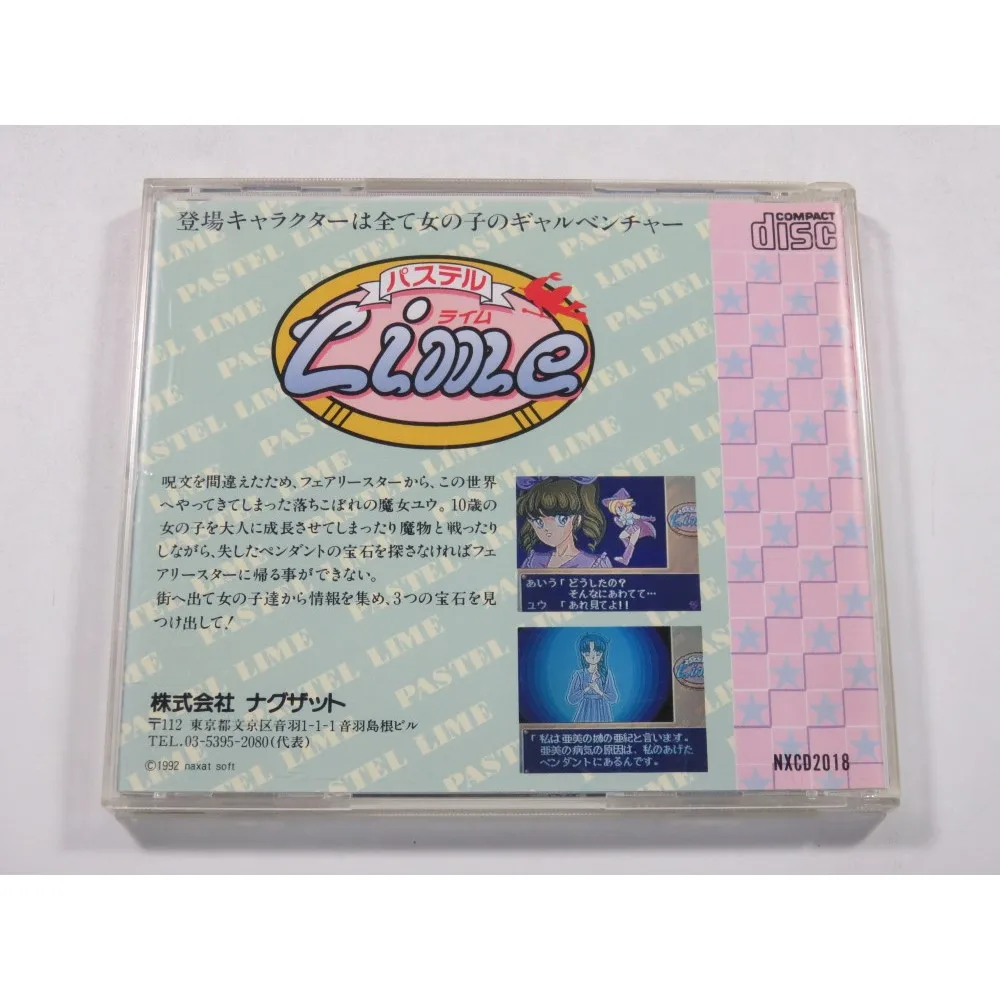 登場キャラクターは全て女の子のギャルベンチャー
COMPACT
disc
パステル
ライム
Lime
呪文を間違えたため、フェアリースターから、この世界
へやってきてしまった落ちこぼれの魔女ユウ。10歳の
女の子を大人に成長させてしまったり魔物と戦ったり
しながら、失したペンダントの宝石を探さなければフェ
アリースターに帰る事ができない。
街へ出て女の子達から情報を集め、3つの宝石を見
つけ出して!
あいう「どうしたの?
そんなにあわてて…
ユウ 「あれ見てよ!!
「私は亜美の姉の亜紀と言います。
亜美の病気の原因は、私のあげた
ペンダントにあるんです。
株式会社 ナグザット
〒112 東京都文京区音羽1-1-1音羽島根ビル
TEL.03-5395-2080(代表)
©1992 naxat soft
NXCD2018
PASTEL LIME